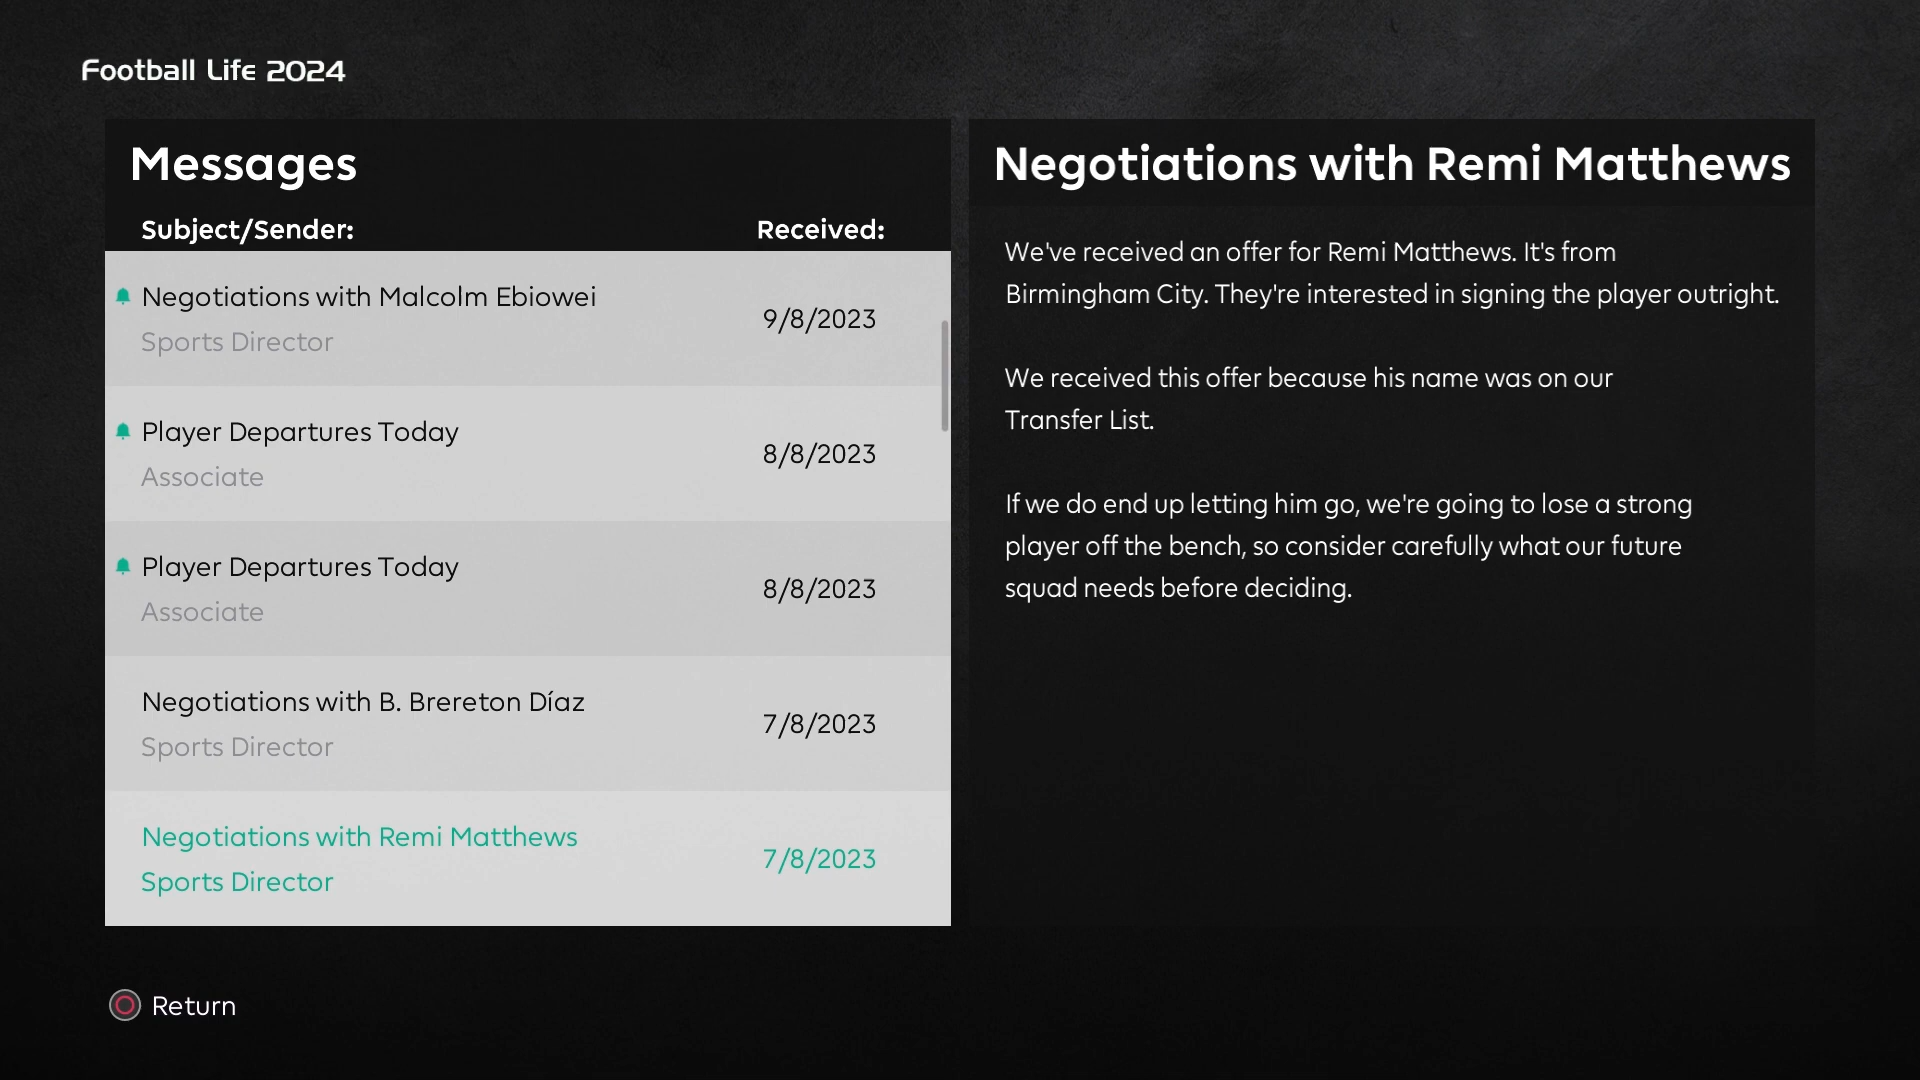 Football Life 2024
Messages
Subject/Sender: Received:
Negotiations with Malcolm Ebiowei
Sports Director
9/8/2023
Player Departures Today
Associate
8/8/2023
Player Departures Today
Associate
8/8/2023
Negotiations with B. Brereton Díaz
Sports Director
7/8/2023
Negotiations with Remi Matthews
Sports Director
7/8/2023
Negotiations with Remi Matthews
We've received an offer for Remi Matthews. It's from
Birmingham City. They're interested in signing the player outright.
We received this offer because his name was on our
Transfer List.
If we do end up letting him go, we're going to lose a strong
player off the bench, so consider carefully what our future
squad needs before deciding.
Return